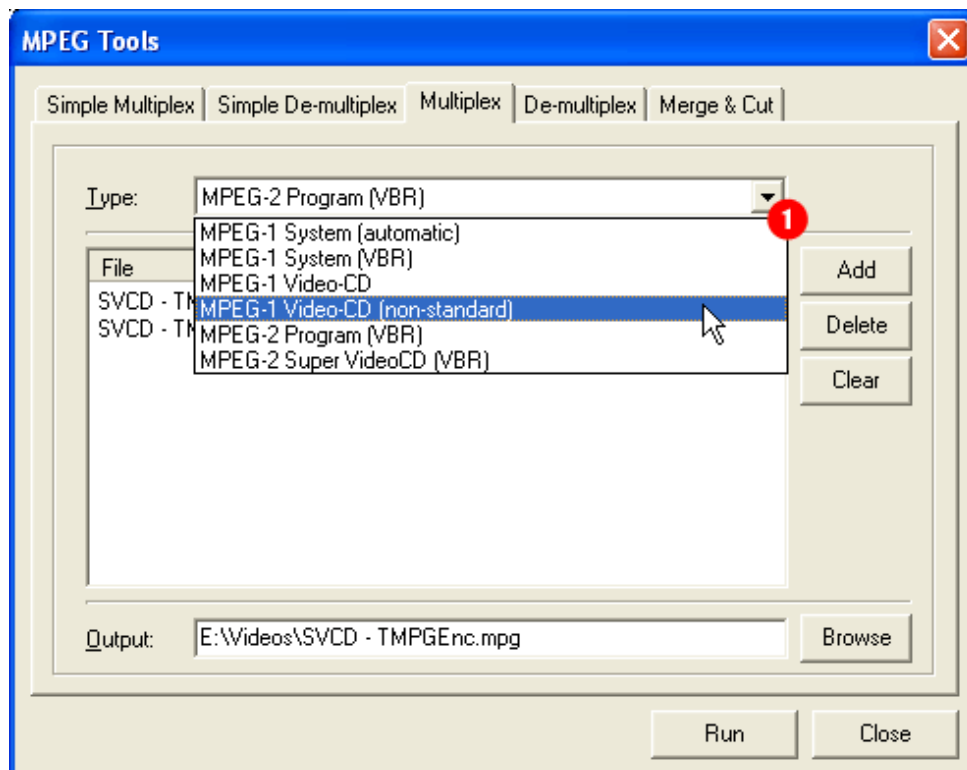 MPEG Tools
Simple Multiplex Simple De-multiplex Multiplex De-multiplex Merge & Cut
Type: MPEG-2 Program (VBR)
1
MPEG-1 System (automatic)
MPEG-1 System (VBR)
MPEG-1 Video-CD
MPEG-1 Video-CD (non-standard)
MPEG-2 Program (VBR)
MPEG-2 Super VideoCD (VBR)
File
SVCD -
SVCD -
Add
Delete
Clear
Output: E:\Videos\SVCD - TMPGEnc.mpg Browse
Run Close